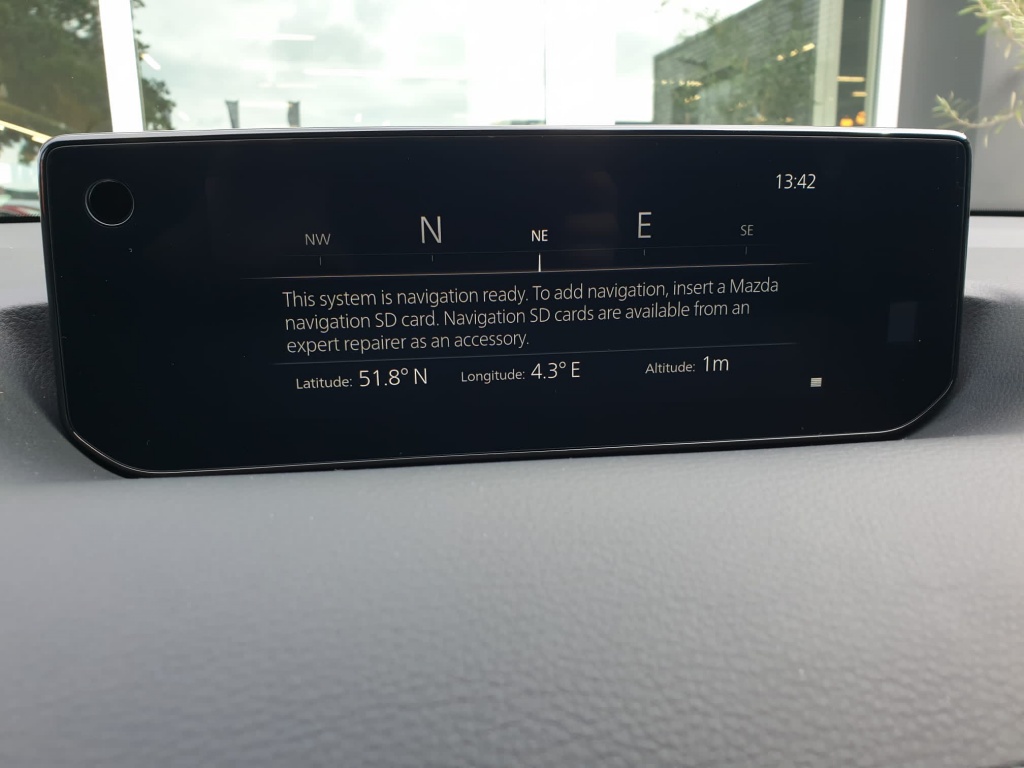 13:42
NW N NE E SE
This system is navigation ready. To add navigation, insert a Mazda
navigation SD card. Navigation SD cards are available from an
expert repairer as an accessory.
Latitude: 51.8° N Longitude: 4.3° E Altitude: 1m